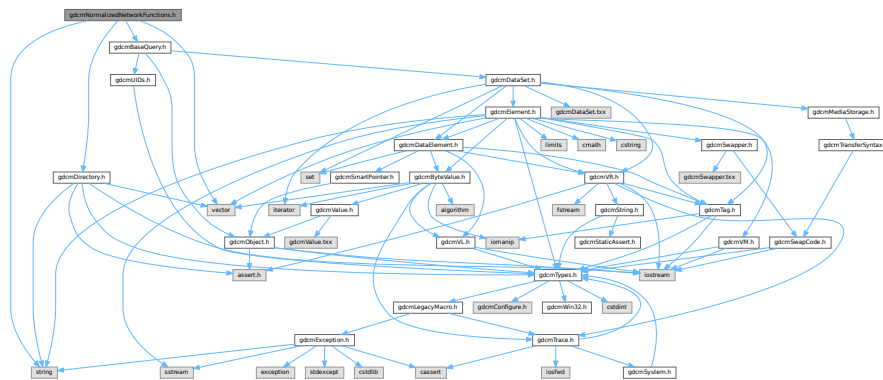 gdcmNormalizedNetworkFunctions.h
gdcmBaseQuery.h
gdcmUIDs.h
gdcmDataSet.h
gdcmElement.h
gdcmDataSet.txx
gdcmMediaStorage.h
gdcmDataElement.h
limits
cmath
cstring
gdcmSwapper.h
gdcmTransferSyntax
gdcmDirectory.h
set
gdcmSmartPointer.h
gdcmByteValue.h
gdcmVR.h
gdcmSwapper.txx
vector
iterator
gdcmValue.h
algorithm
fstream
gdcmString.h
gdcmTag.h
gdcmObject.h
gdcmValue.txx
gdcmVL.h
iomanip
gdcmStaticAssert.h
gdcmVM.h
gdcmSwapCode.h
assert.h
gdcmTypes.h
iostream
gdcmLegacyMacro.h
gdcmConfigure.h
gdcmWin32.h
cstdint
gdcmException.h
gdcmTrace.h
string
sstream
exception
stdexcept
cstdlib
cassert
iosfwd
gdcmSystem.h